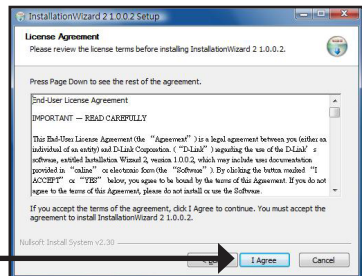 InstallationWizard 2 1.0.0.2 Setup
License Agreement
Please review the license terms before installing InstallationWizard 2 1.0.0.2.
Press Page Down to see the rest of the agreement.
End-User License Agreement
IMPORTANT — READ CAREFULLY
This End-User License Agreement (the “Agreement” ) is a legal agreement between you (either an
individual of an entity) and D-Link Corporation. ( “D-Link” ) regarding the use of the D-Link’ s
software, entitled Installation Wizard 2, version 1.0.0.2, which may include user documentation
provided in “online” or electronic form (the “Software” ). By clicking the button marked “I
ACCEPT” or “YES” below, you agree to be bound by the terms of this Agreement. If you do not
agree to the terms of this Agreement, please do not install or use the Software.
If you accept the terms of the agreement, click I Agree to continue. You must accept the
agreement to install InstallationWizard 2 1.0.0.2.
Nullsoft Install System v2.30
I Agree
Cancel